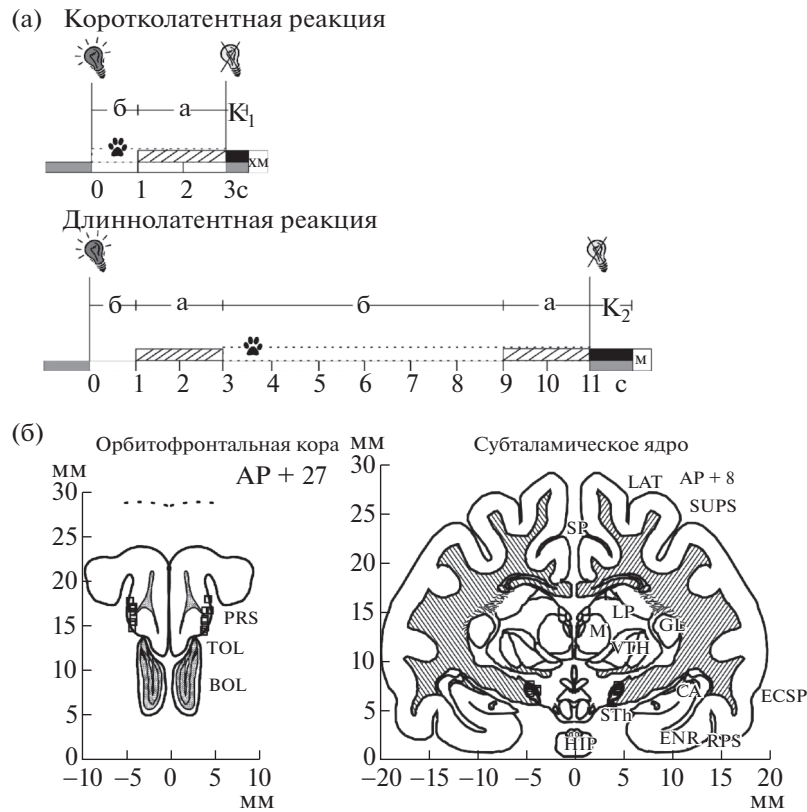 (а) Коротколатентная реакция
б а K1
хм
0 1 2 3с
Длиннолатентная реакция
б а б а K2
м
0 1 2 3 4 5 6 7 8 9 10 11 с
(б)
Орбитофронтальная кора
мм
AP + 27
30
25
20
15
10
5
0
PRS
TOL
BOL
−10 −5 0 5 10
мм
мм
Субталамическое ядро
30
25
20
15
10
5
0
LAT AP + 8
SUPS
SP
LP
GL
M
VTH
CA
ECSP
STh
HIP
ENR
RPS
−20 −15 −10 −5 0 5 10 15 20
мм